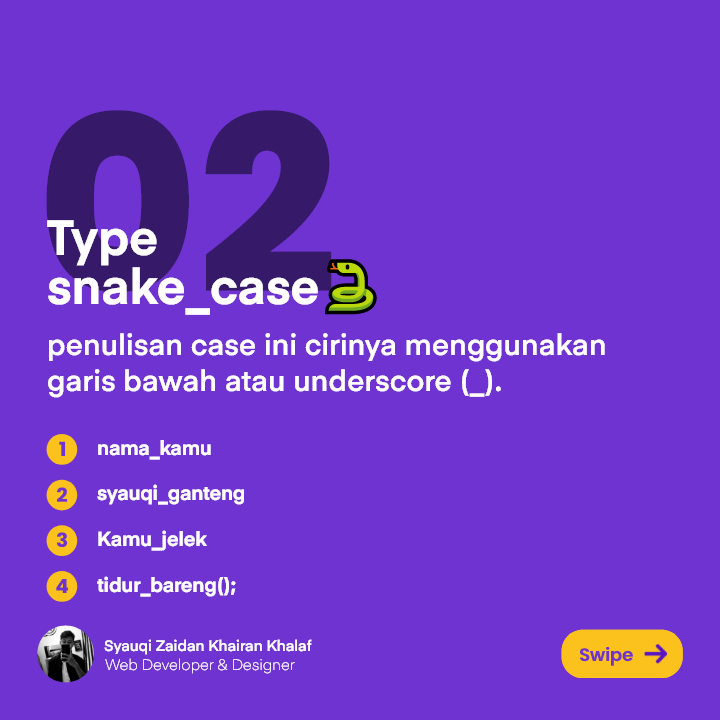 02
Type
snake_case
penulisan case ini cirinya menggunakan
garis bawah atau underscore (_).
1 nama_kamu
2 syauqi_ganteng
3 Kamu_jelek
4 tidur_bareng();
Syauqi Zaidan Khairan Khalaf
Web Developer & Designer
Swipe